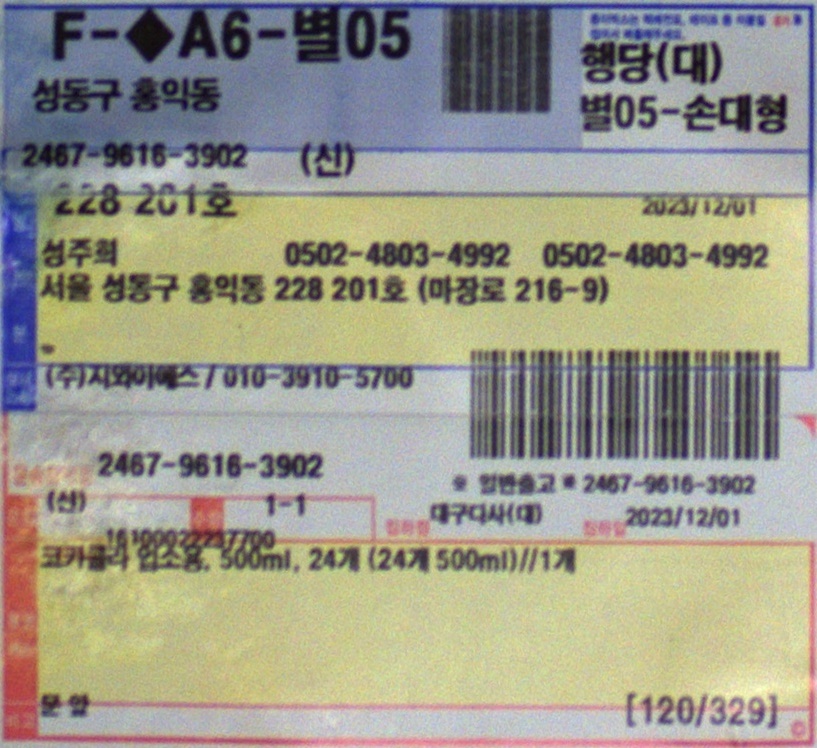 F-◆A6-별05
성동구 홍익동
행당(대)
별05-손대형
2467-9616-3902 (신)
228 201호 2023/12/01
성주희 0502-4803-4992 0502-4803-4992
서울 성동구 홍익동 228 201호 (마장로 216-9)
(주)지와이에스 / 010-3910-5700
2467-9616-3902
(신) 1-1
※ 일반출고 * 2467-9616-3902
집하점 대구다사(대) 집하일 2023/12/01
16100022237700
코카콜라 업소용, 500ml, 24개 (24개 500ml)//1개
문 앞
[120/329]